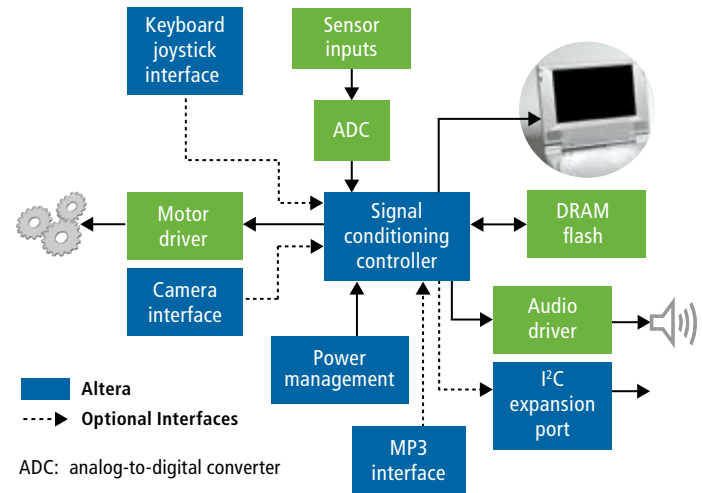 Keyboard
joystick
interface
Sensor
inputs
ADC
Motor
driver
Signal
conditioning
controller
DRAM
flash
Camera
interface
Audio
driver
Power
management
I²C
expansion
port
MP3
interface
Altera
Optional Interfaces
ADC: analog-to-digital converter